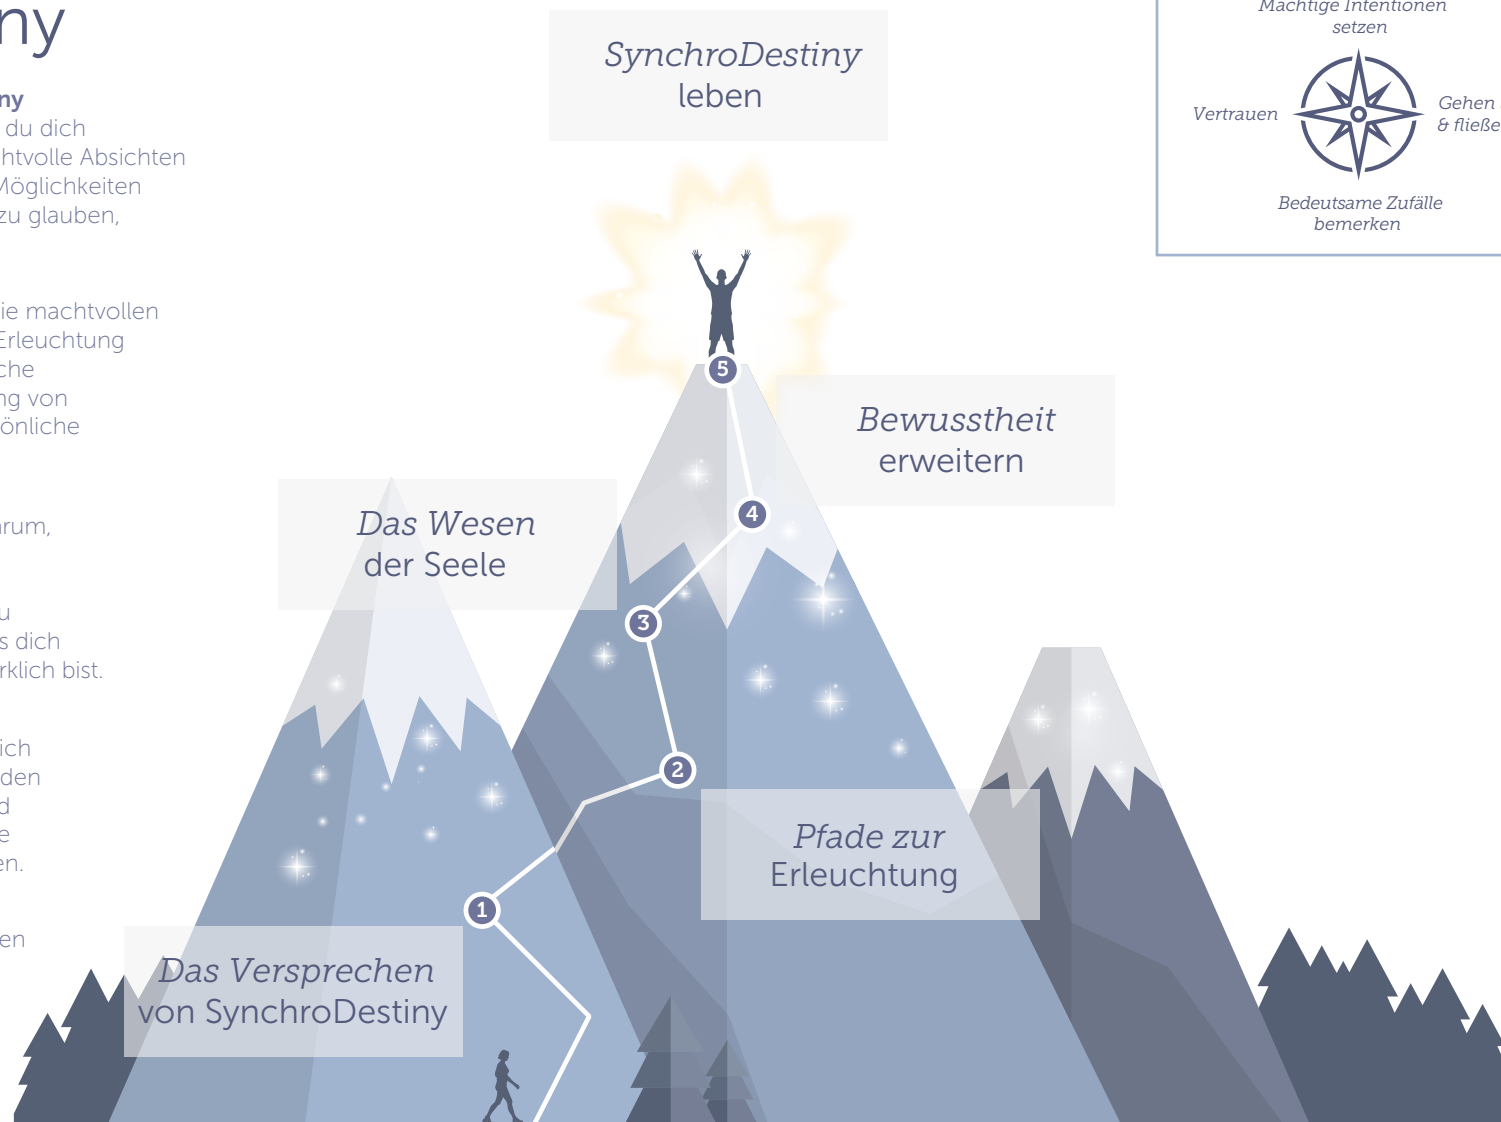 ny
ny
du dich
htvolle Absichten
Möglichkeiten
zu glauben,
ie machtvollen
Erleuchtung
che
ng von
önliche
rum,
u
s dich
rklich bist.
ich
den
d
e
en.
en
SynchroDestiny
leben
Mächtige Intentionen
setzen
Vertrauen
Gehen
& fließe
Bedeutsame Zufälle
bemerken
5
Bewusstheit
erweitern
4
Das Wesen
der Seele
3
2
Pfade zur
Erleuchtung
1
Das Versprechen
von SynchroDestiny